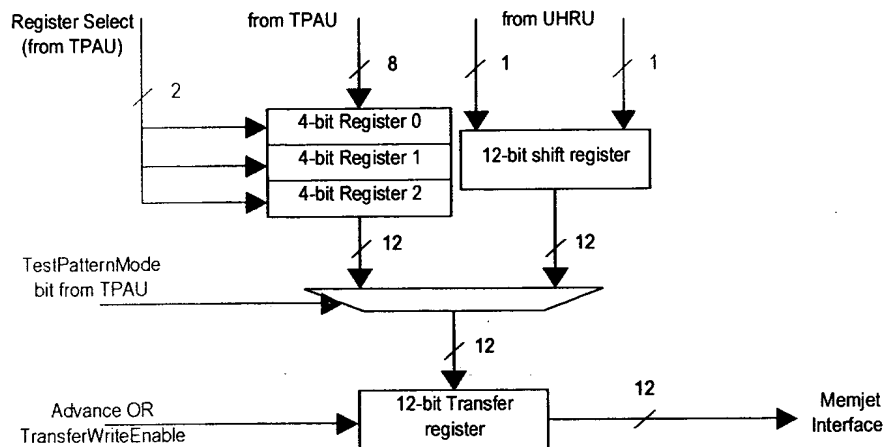 Register Select
(from TPAU)
from TPAU
from UHRU
2
8
1
1
4-bit Register 0
4-bit Register 1
4-bit Register 2
12-bit shift register
12
12
TestPatternMode
bit from TPAU
12
Advance OR
TransferWriteEnable
12-bit Transfer
register
12
Memjet
Interface